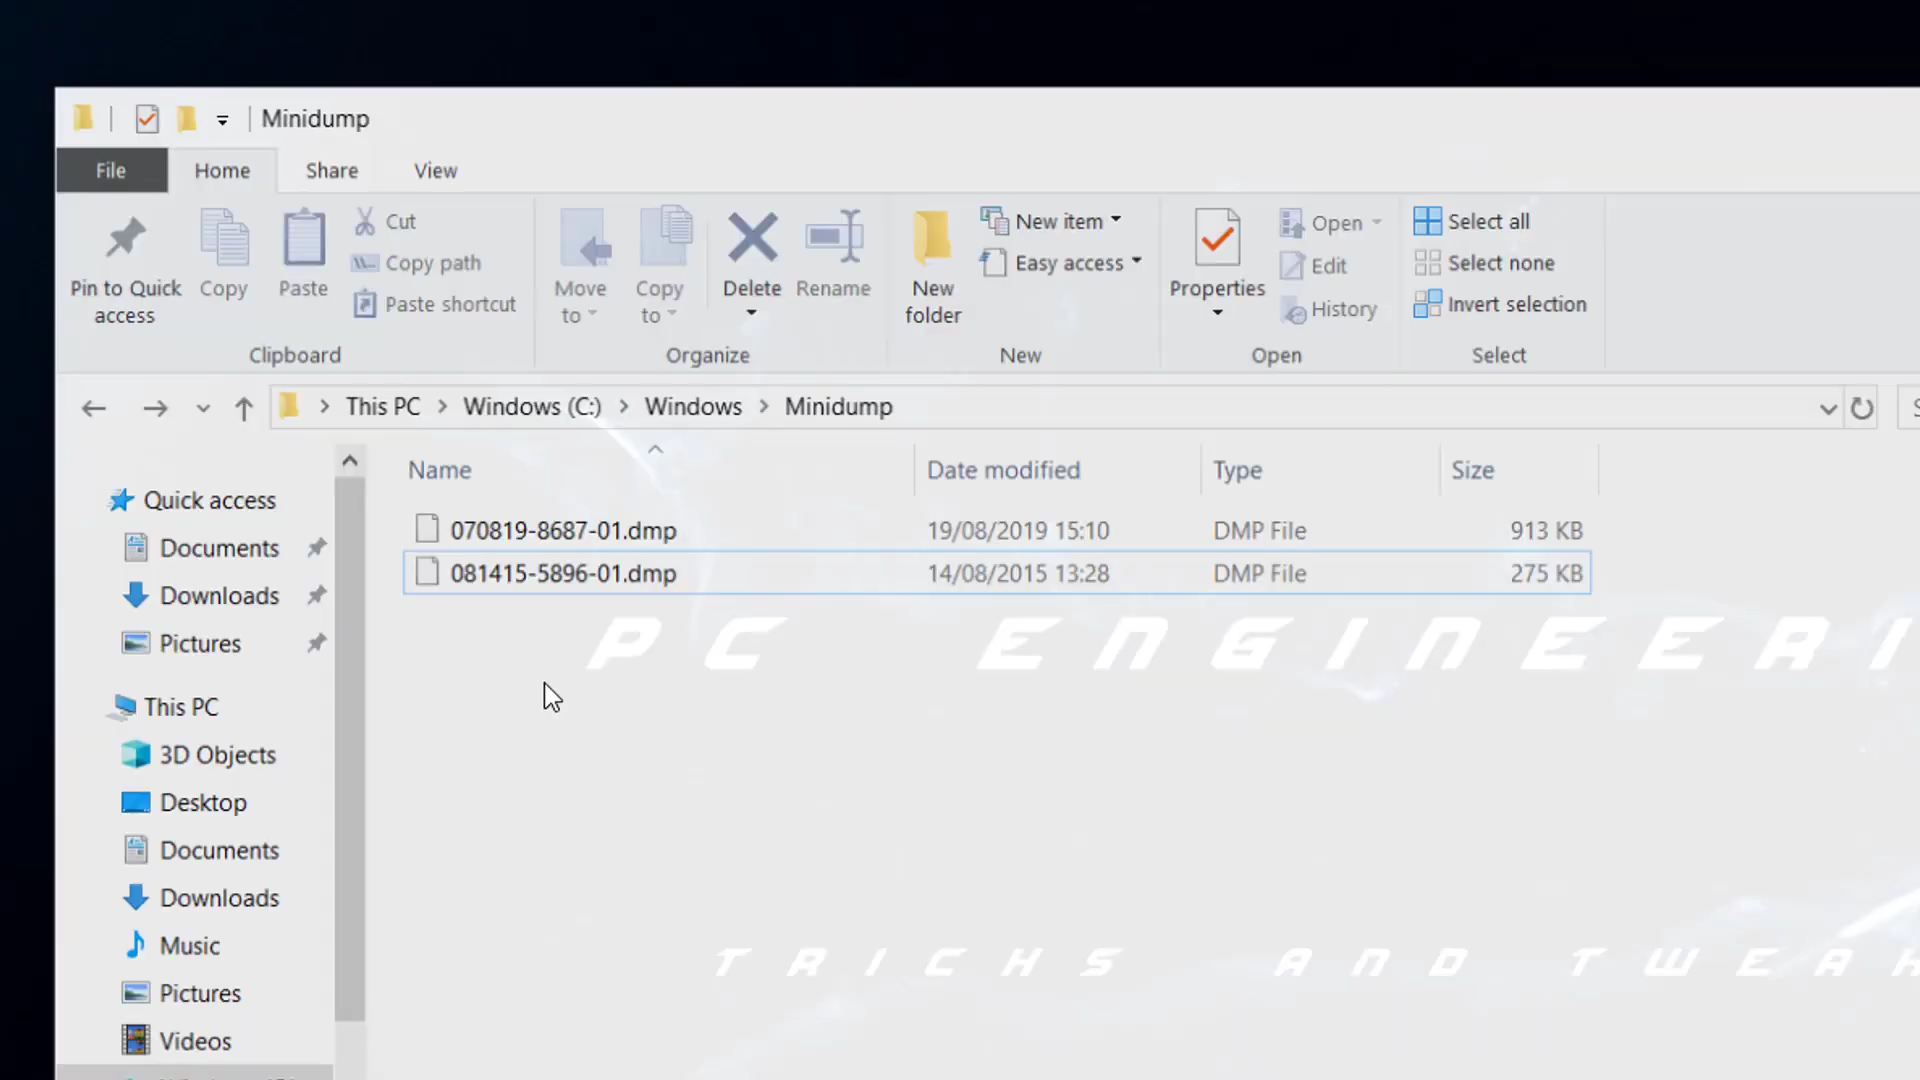 Minidump
File Home Share View
Pin to Quick access
Copy
Paste
Cut
Copy path
Paste shortcut
Clipboard
Move to
Copy to
Delete
Rename
Organize
New folder
New item
Easy access
New
Properties
Open
Edit
History
Open
Select all
Select none
Invert selection
Select
This PC > Windows (C:) > Windows > Minidump
Name Date modified Type Size
070819-8687-01.dmp 19/08/2019 15:10 DMP File 913 KB
081415-5896-01.dmp 14/08/2015 13:28 DMP File 275 KB
Quick access
Documents
Downloads
Pictures
This PC
3D Objects
Desktop
Documents
Downloads
Music
Pictures
Videos
PC ENGINEERI
TRICKS AND TWEAK